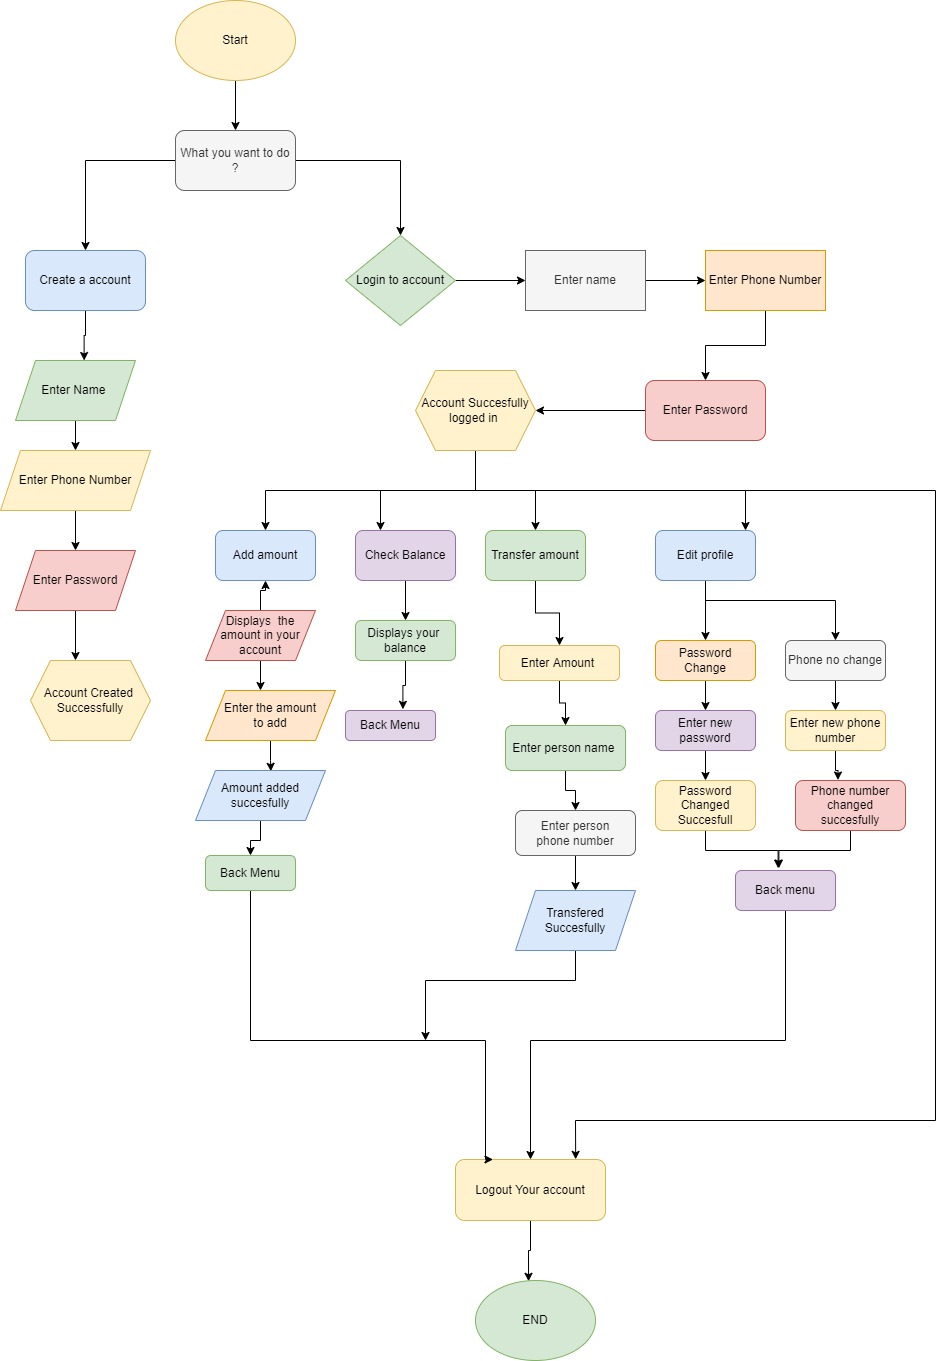 Start
What you want to do
?
Create a account
Login to account
Enter name
Enter Phone Number
Enter Name
Account Succesfully
logged in
Enter Password
Enter Phone Number
Add amount
Check Balance
Transfer amount
Edit profile
Enter Password
Displays the
amount in your
account
Displays your
balance
Enter Amount
Password
Change
Phone no change
Account Created
Successfully
Enter the amount
to add
Back Menu
Enter person name
Enter new
password
Enter new phone
number
Amount added
succesfully
Enter person
phone number
Password
Changed
Succesfull
Phone number
changed
succesfully
Back Menu
Transfered
Succesfully
Back menu
Logout Your account
END